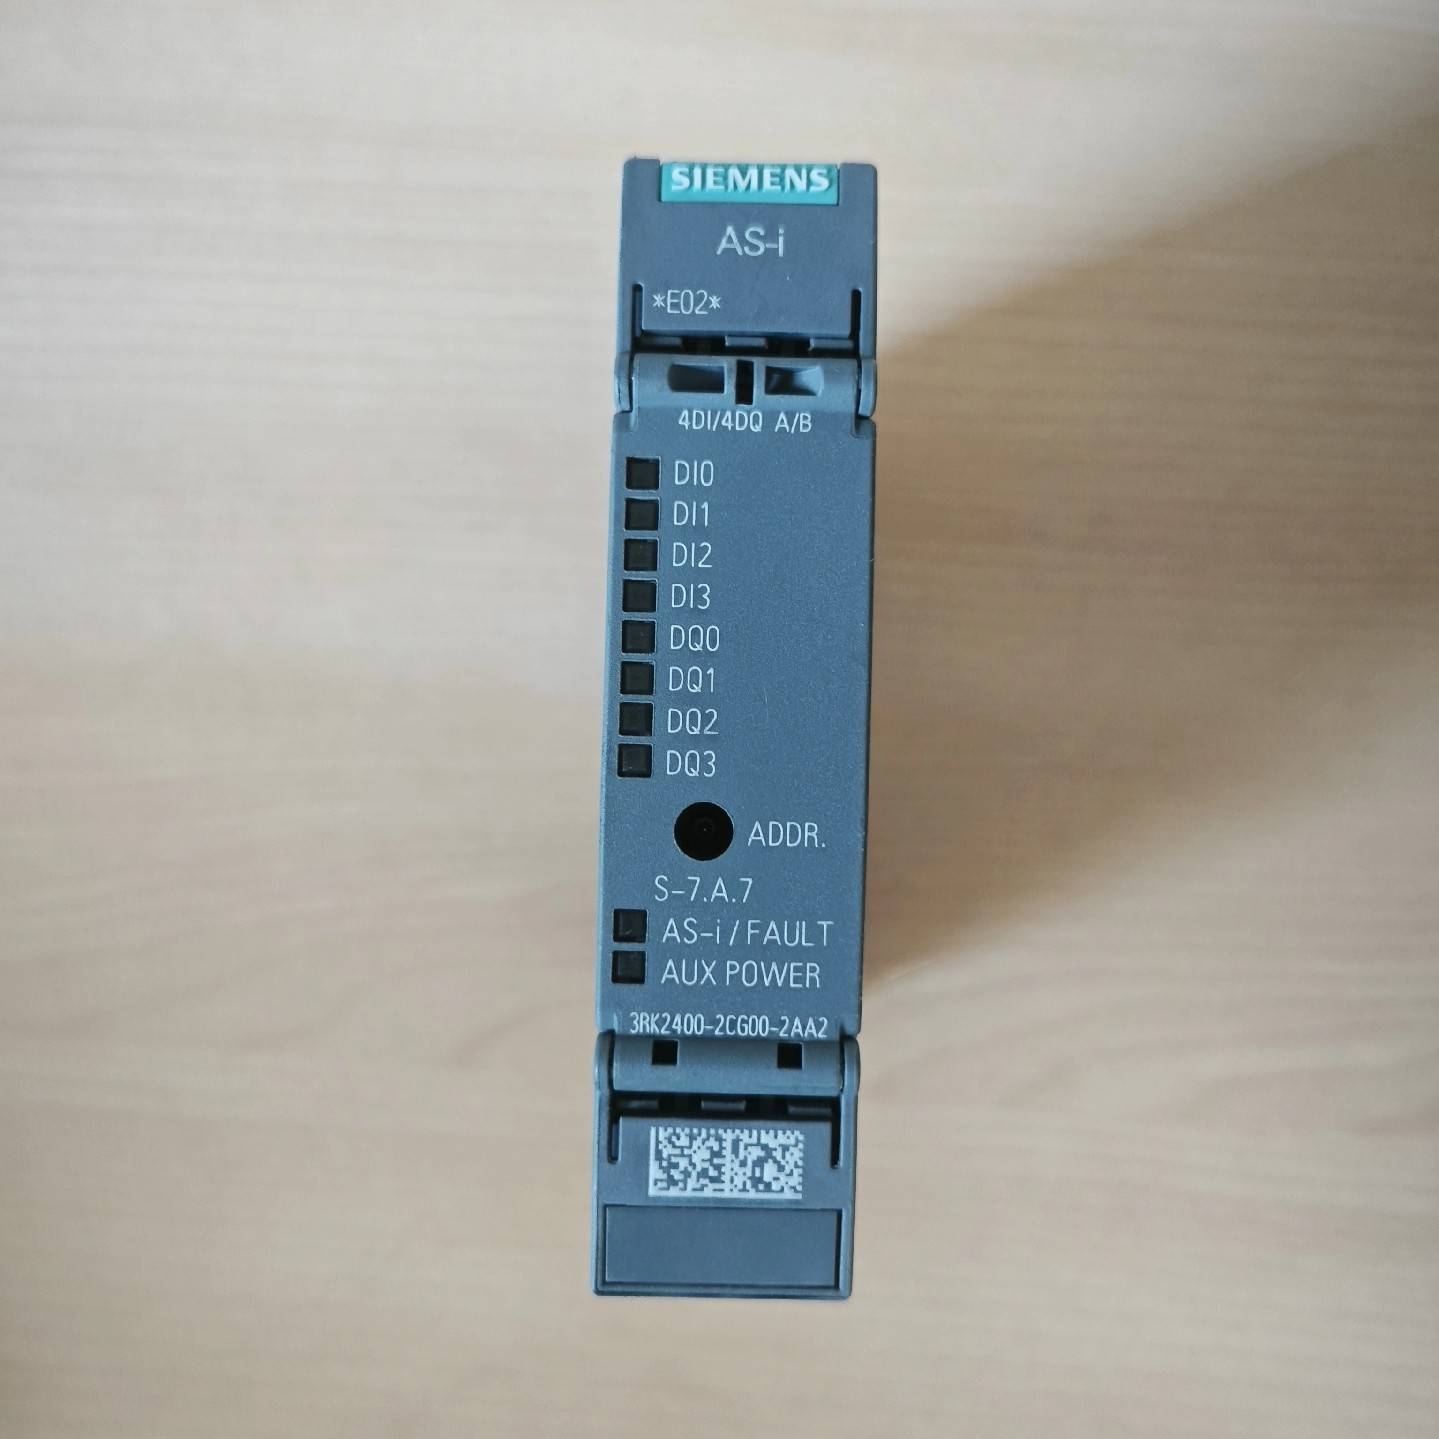 SIEMENS
AS-i
*E02*
4DI/4DQ A/B
DI0
DI1
DI2
DI3
DQ0
DQ1
DQ2
DQ3
ADDR.
S-7.A.7
AS-i/FAULT
AUX POWER
3RK2400-2CG00-2AA2